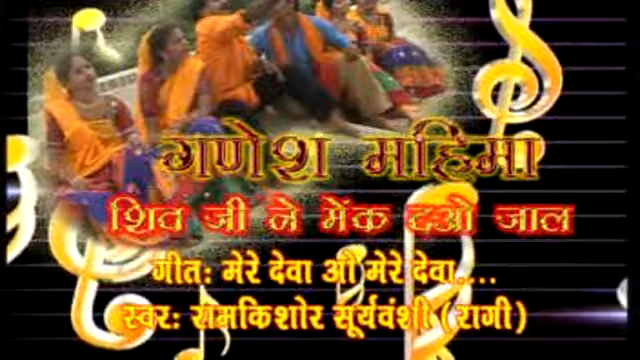 गणेश महिमा
शिव जी ने मेंक दओ जाल
गीतः मेरे देवा ओ मेरे देवा....
स्वरः रामकिशोर सूर्यवंशी (रागी)